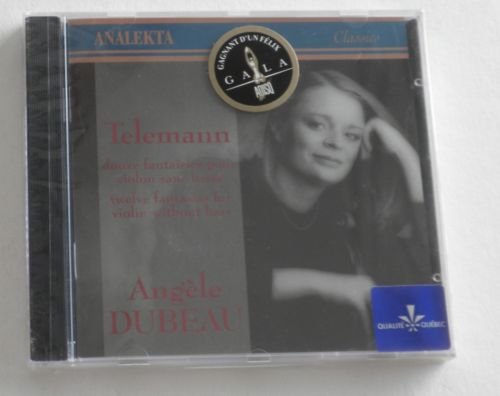 ANALEKTA
Classics
GAGNANT D'UN FÉLIX
GALA
ADISQ
Telemann
douze fantaisies pour
violon sans basse
twelve fantasias for
violin without bass
Angèle
DUBEAU
QUALITÉ QUÉBEC